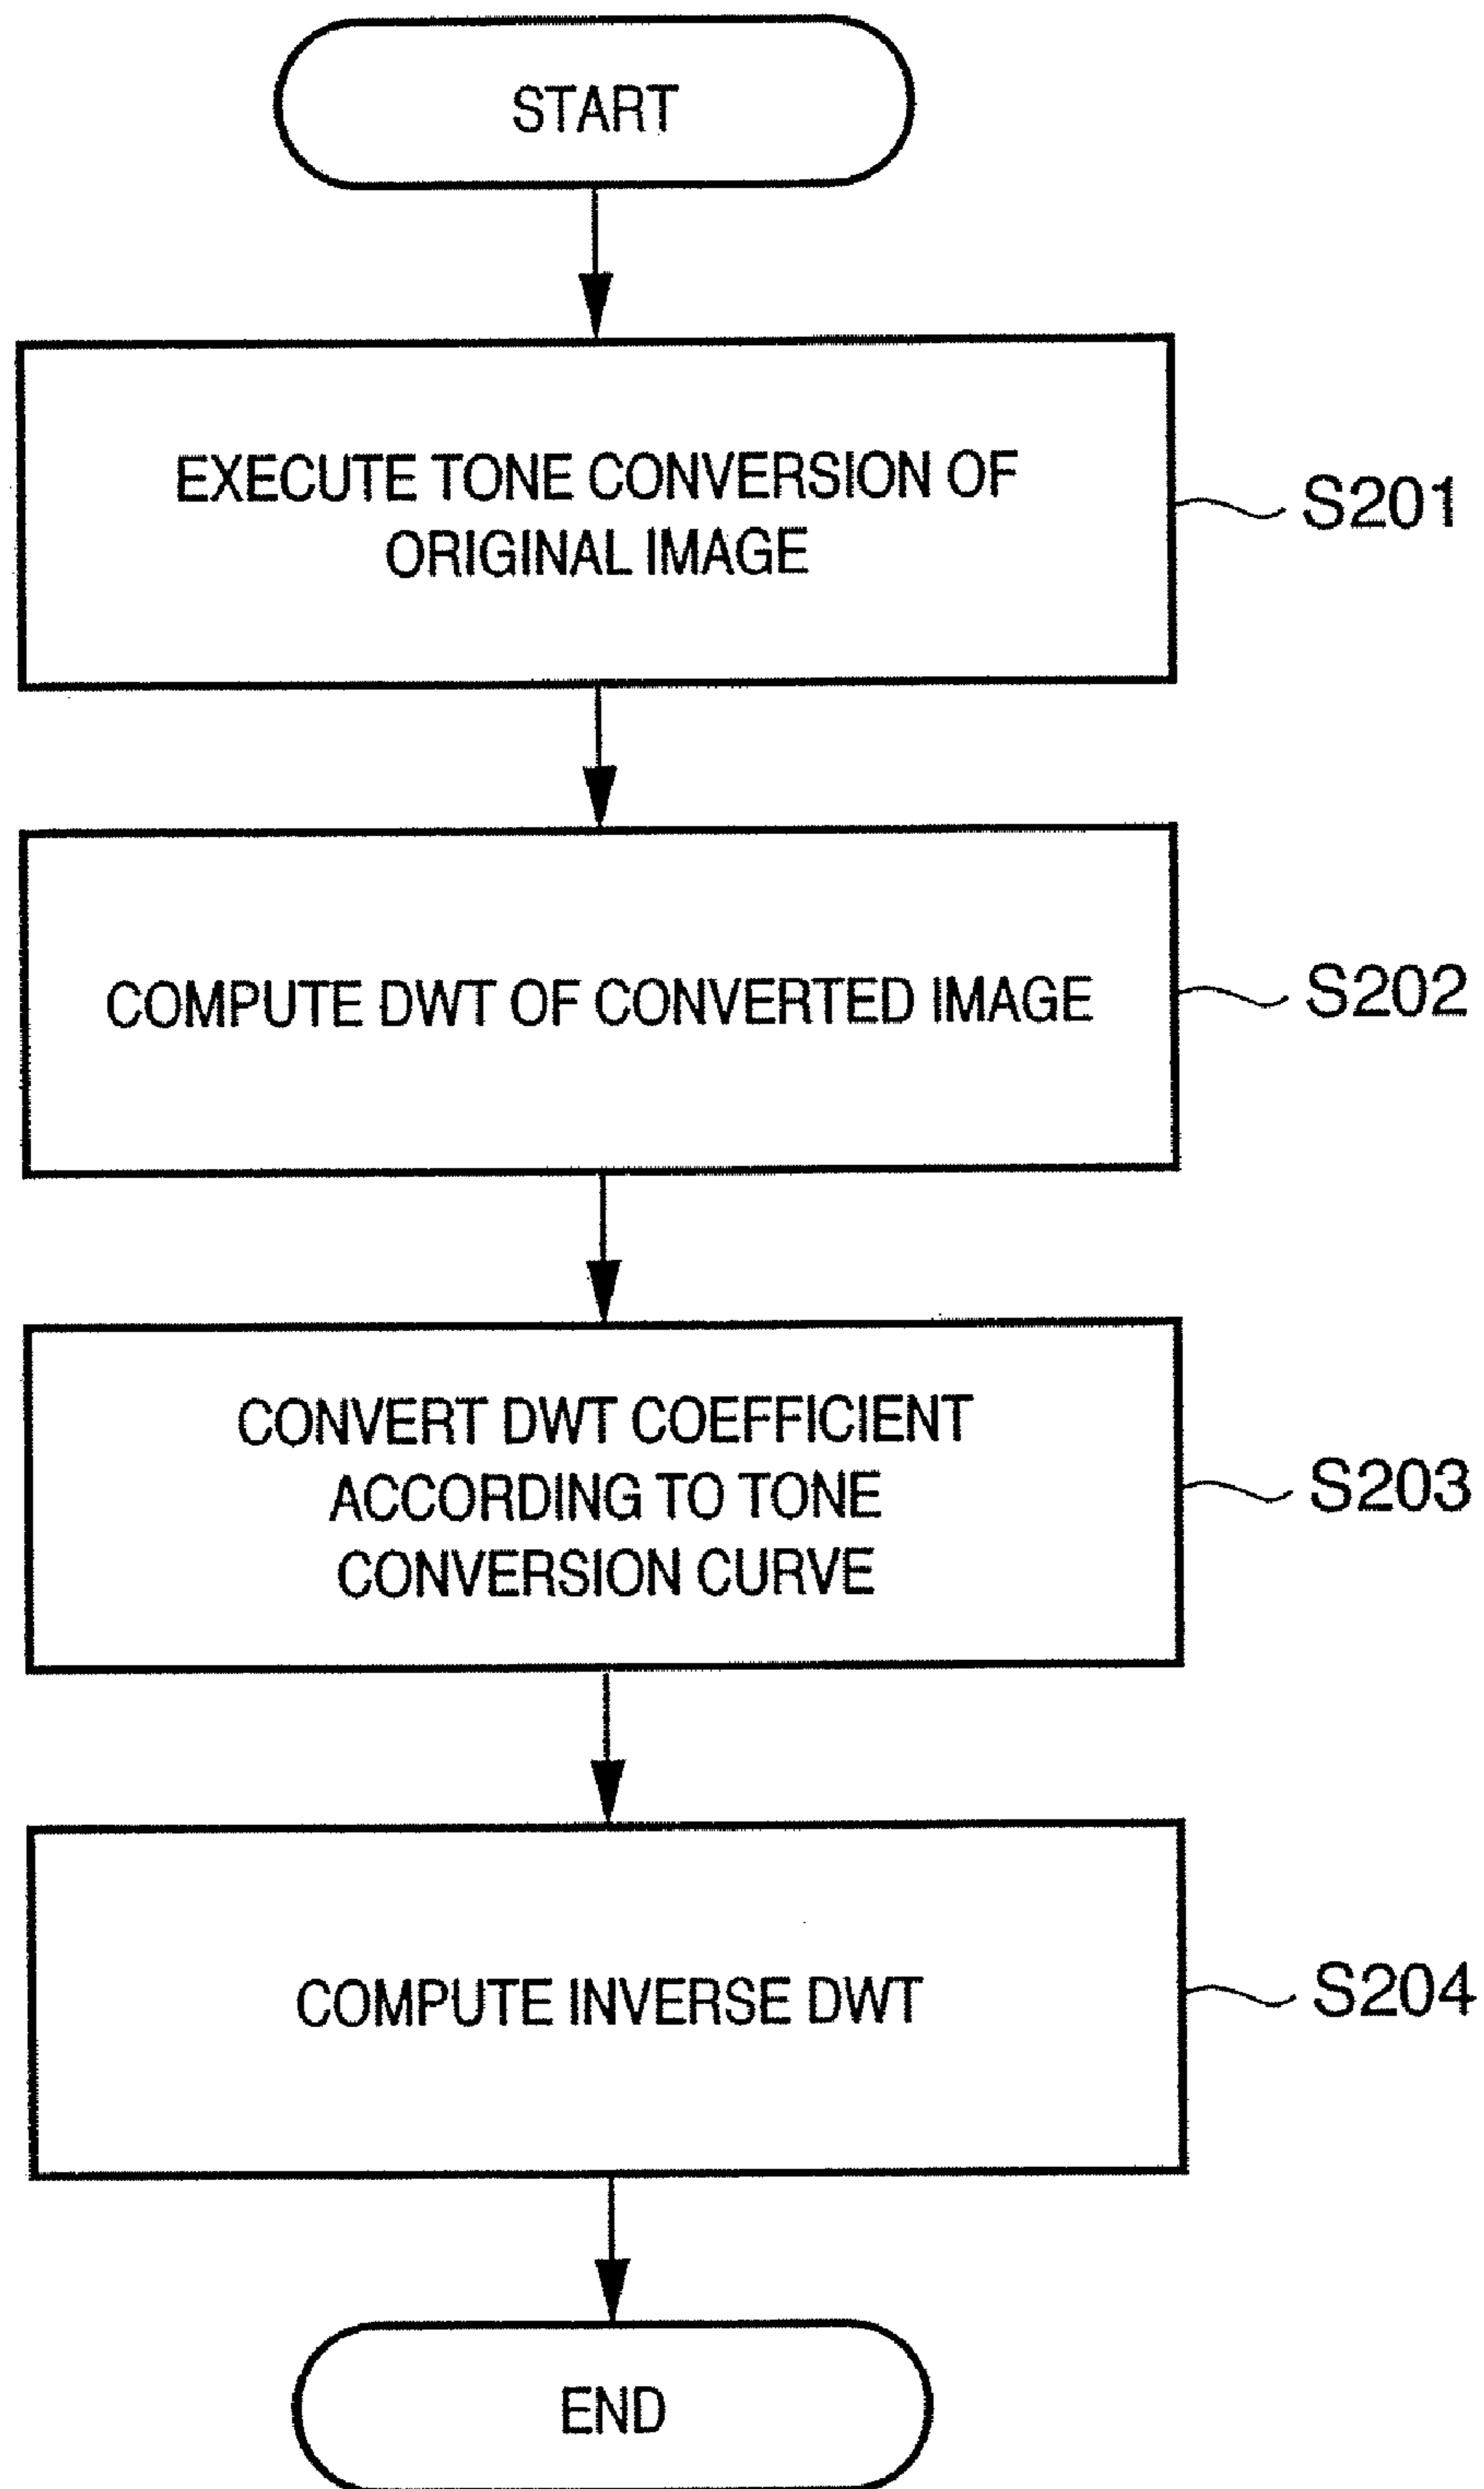 START
EXECUTE TONE CONVERSION OF
ORIGINAL IMAGE
S201
COMPUTE DWT OF CONVERTED IMAGE
S202
CONVERT DWT COEFFICIENT
ACCORDING TO TONE
CONVERSION CURVE
S203
COMPUTE INVERSE DWT
S204
END